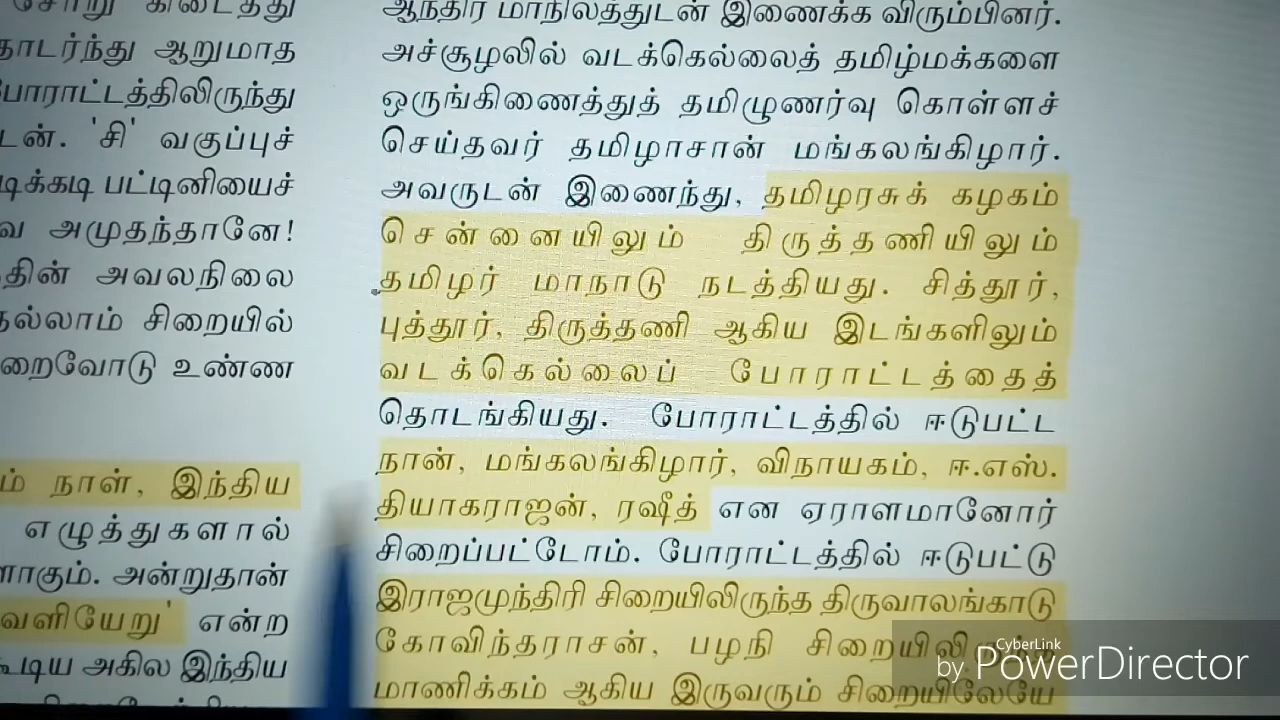 சோறு கிடைத்து
ஆறுமாத
போராட்டத்திலிருந்து
'சி' வகுப்புச்
பட்டினியைச்
அமுதந்தானே!
அவலநிலை
சிறையில்
உண்ண
நாள், இந்திய
எழுத்துகளால்
அன்றுதான்
என்ற
அகில இந்திய
ஆந்திர மாநிலத்துடன் இணைக்க விரும்பினர்.
அச்சூழலில் வடக்கெல்லைத் தமிழ்மக்களை
ஒருங்கிணைத்துத் தமிழுணர்வு கொள்ளச்
செய்தவர் தமிழாசான் மங்கலங்கிழார்.
அவருடன் இணைந்து, தமிழரசுக் கழகம்
சென்னையிலும் திருத்தணியிலும்
தமிழர் மாநாடு நடத்தியது. சித்தூர்,
புத்தூர், திருத்தணி ஆகிய இடங்களிலும்
வடக்கெல்லைப் போராட்டத்தைத்
தொடங்கியது. போராட்டத்தில் ஈடுபட்ட
நான், மங்கலங்கிழார், விநாயகம், ஈ.எஸ்.
தியாகராஜன், ரஷீத் என ஏராளமானோர்
சிறைப்பட்டோம். போராட்டத்தில் ஈடுபட்டு
இராஜமுந்திரி சிறையிலிருந்த திருவாலங்காடு
கோவிந்தராசன், பழநி சிறையிலிருந்த
மாணிக்கம் ஆகிய இருவரும் சிறையிலேயே
CyberLink
by PowerDirector